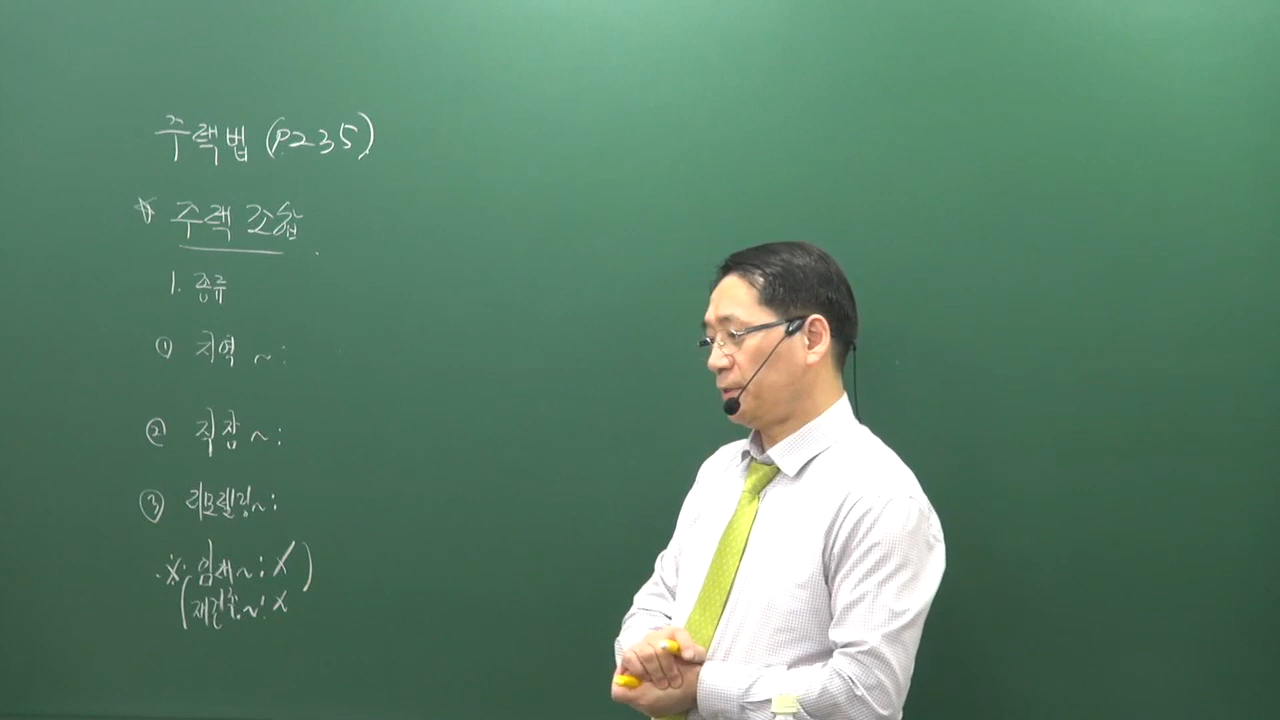 주택법 (P235)
* 주택 조합
1. 종류
① 지역 ~:
② 직장 ~:
③ 리모델링~:
※ 임대~: X
(재건축~: X)